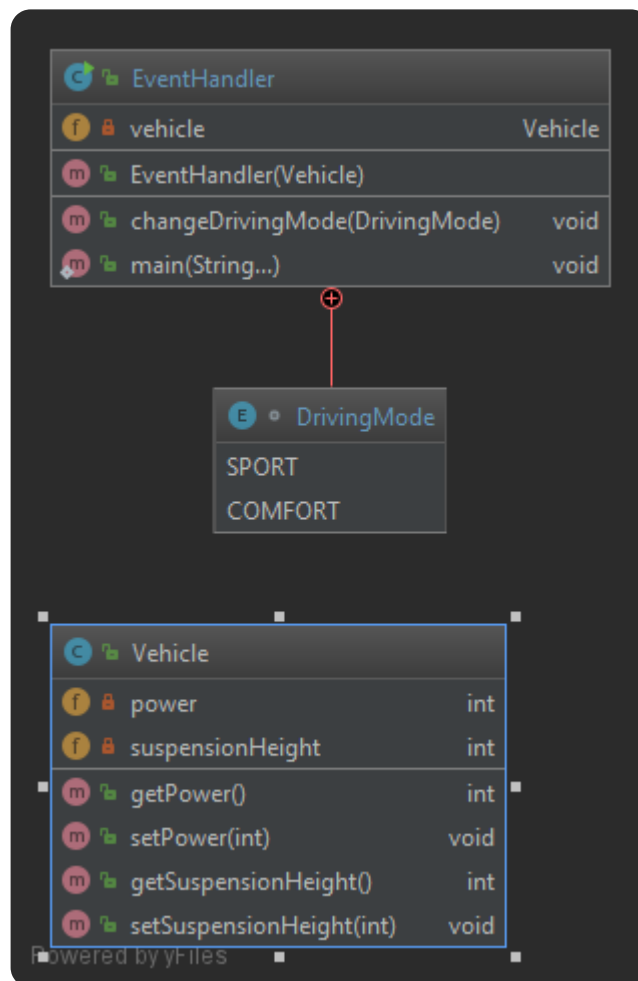 EventHandler
vehicle Vehicle
EventHandler(Vehicle)
changeDrivingMode(DrivingMode) void
main(String...) void
E DrivingMode
SPORT
COMFORT
C Vehicle
f power int
f suspensionHeight int
m getPower() int
m setPower(int) void
m getSuspensionHeight() int
m setSuspensionHeight(int) void
Powered by yFiles